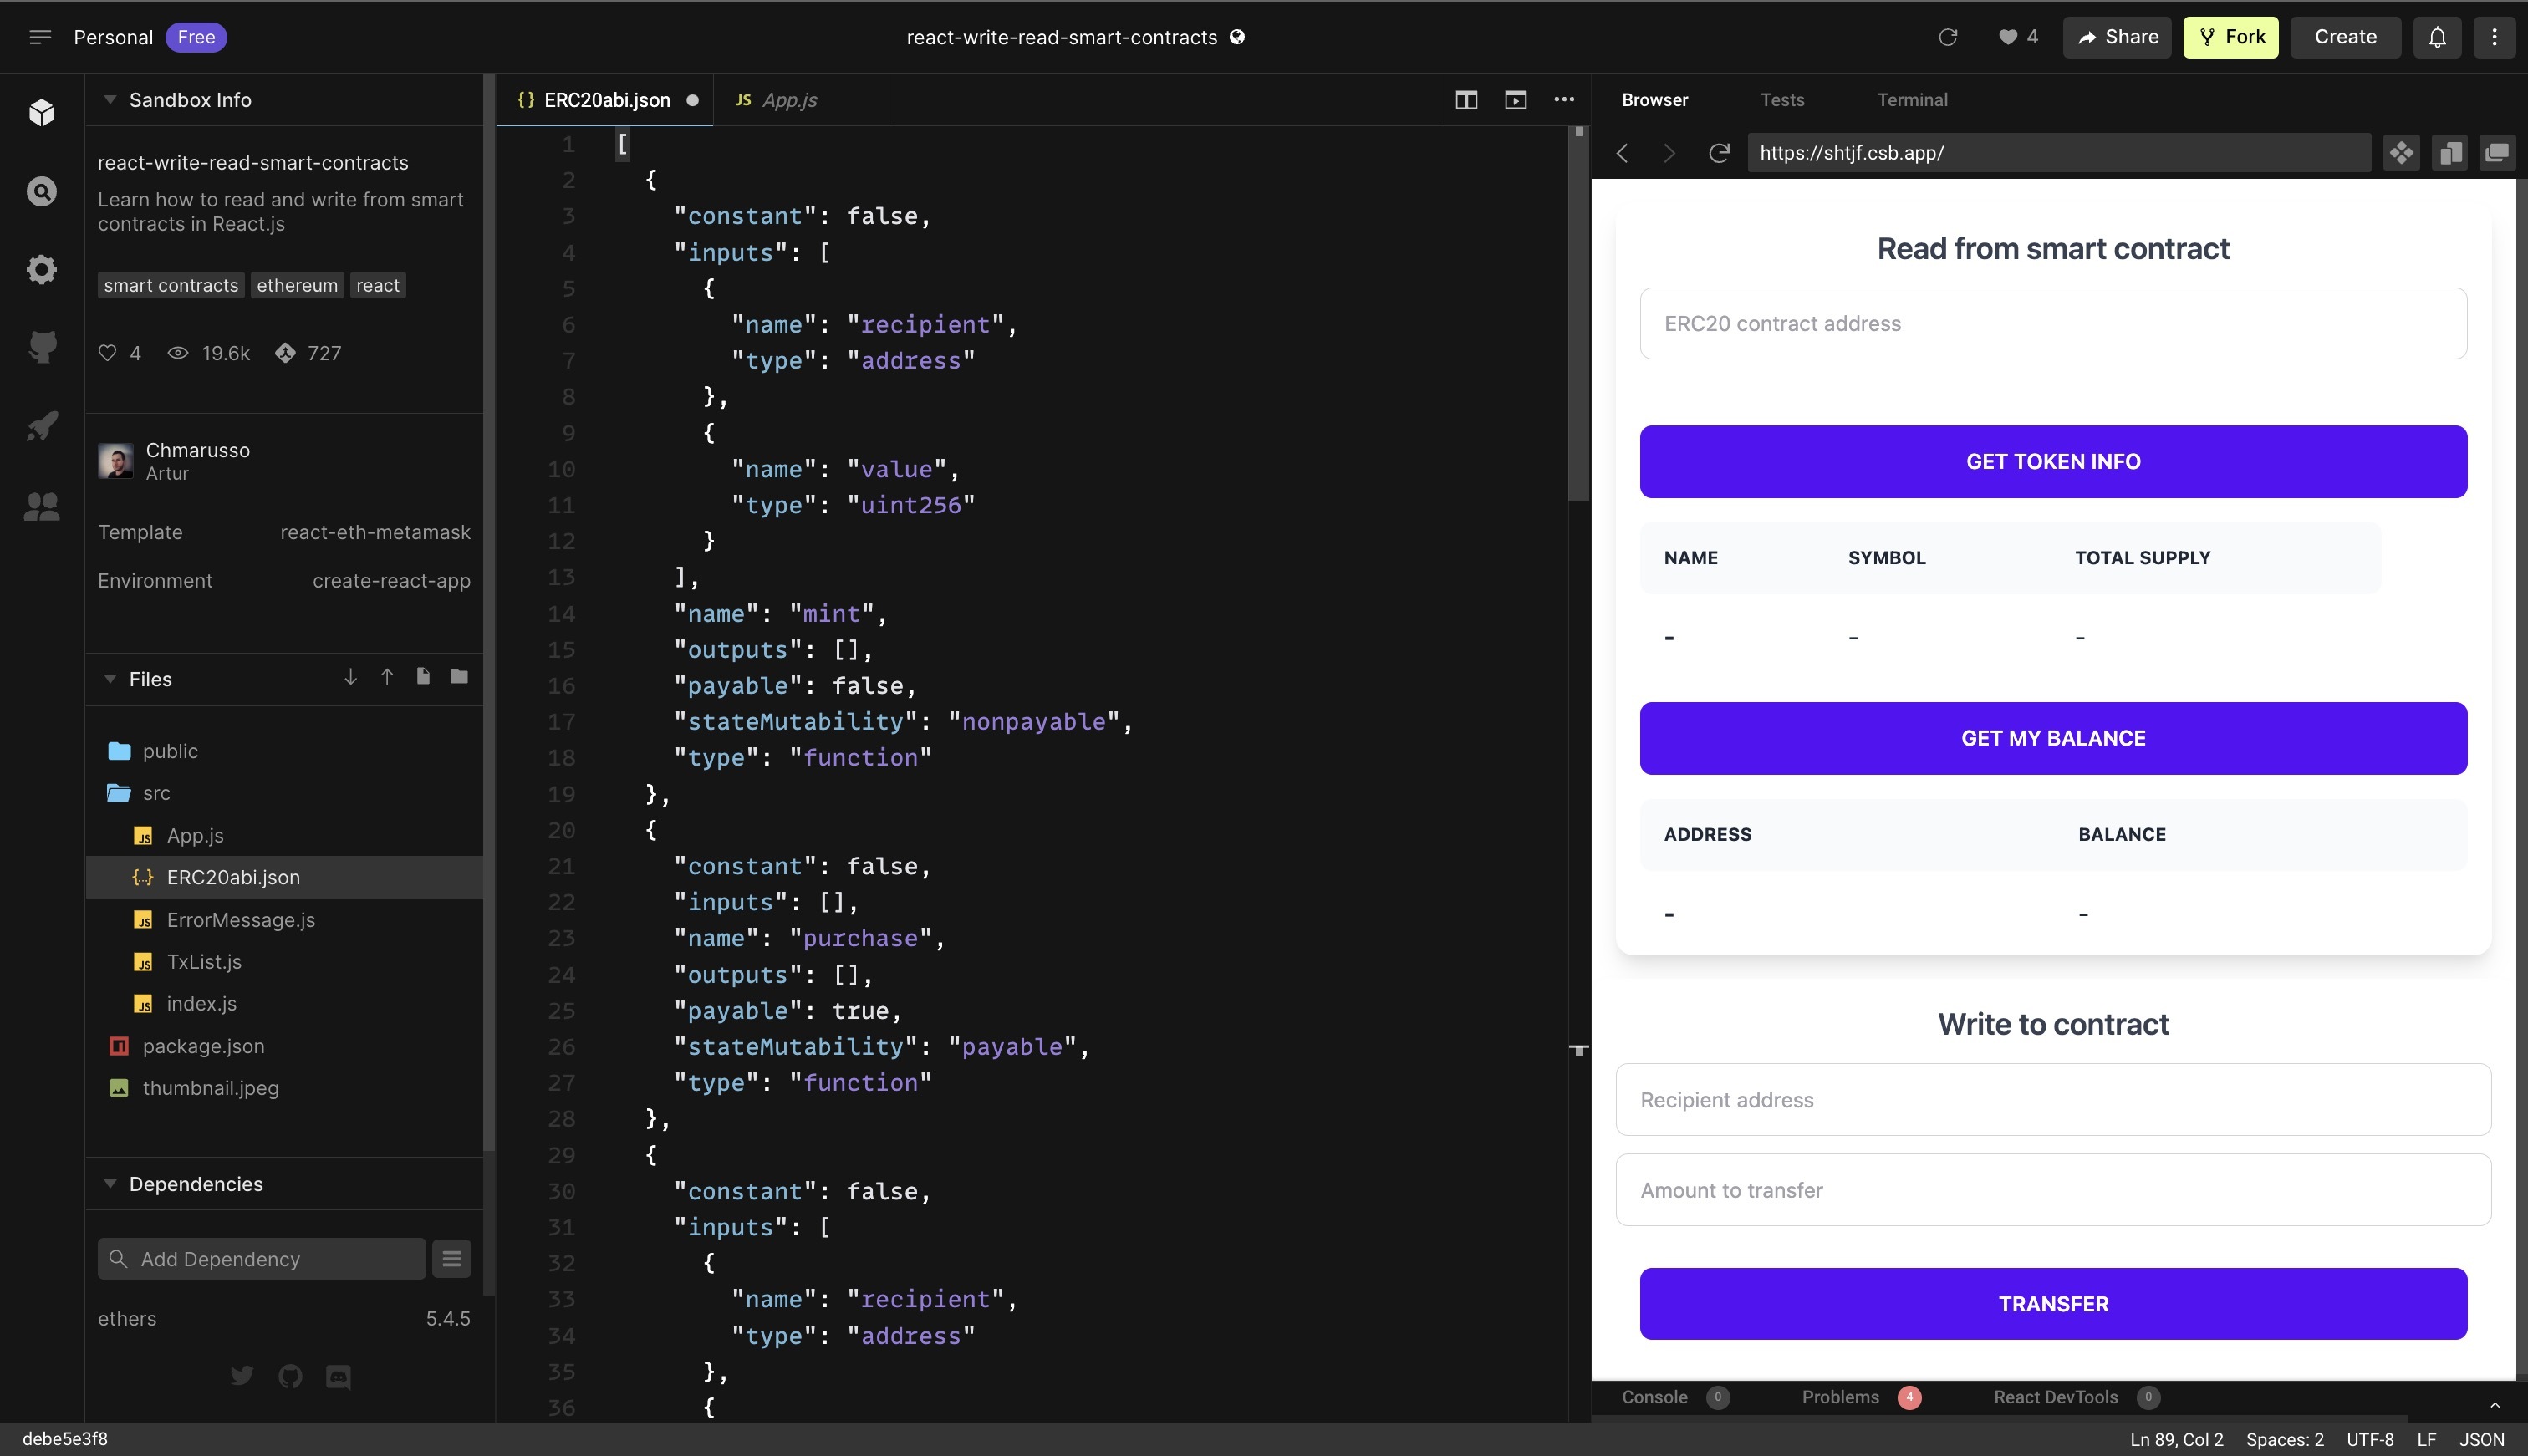 Personal Free
react-write-read-smart-contracts
4 Share Fork Create
Sandbox Info
react-write-read-smart-contracts
Learn how to read and write from smart
contracts in React.js
smart contracts ethereum react
4 19.6k 727
Chmarusso
Artur
Template react-eth-metamask
Environment create-react-app
Files
public
src
JS App.js
{..} ERC20abi.json
JS ErrorMessage.js
JS TxList.js
JS index.js
package.json
thumbnail.jpeg
Dependencies
Add Dependency
ethers 5.4.5
{} ERC20abi.json JS App.js
1 [
2 {
3 "constant": false,
4 "inputs": [
5 {
6 "name": "recipient",
7 "type": "address"
8 },
9 {
10 "name": "value",
11 "type": "uint256"
12 }
13 ],
14 "name": "mint",
15 "outputs": [],
16 "payable": false,
17 "stateMutability": "nonpayable",
18 "type": "function"
19 },
20 {
21 "constant": false,
22 "inputs": [],
23 "name": "purchase",
24 "outputs": [],
25 "payable": true,
26 "stateMutability": "payable",
27 "type": "function"
28 },
29 {
30 "constant": false,
31 "inputs": [
32 {
33 "name": "recipient",
34 "type": "address"
35 },
36 {
Browser Tests Terminal
https://shtjf.csb.app/
Read from smart contract
ERC20 contract address
GET TOKEN INFO
NAME SYMBOL TOTAL SUPPLY
- - -
GET MY BALANCE
ADDRESS BALANCE
- -
Write to contract
Recipient address
Amount to transfer
TRANSFER
Console 0 Problems 4 React DevTools 0
debe5e3f8
Ln 89, Col 2 Spaces: 2 UTF-8 LF JSON